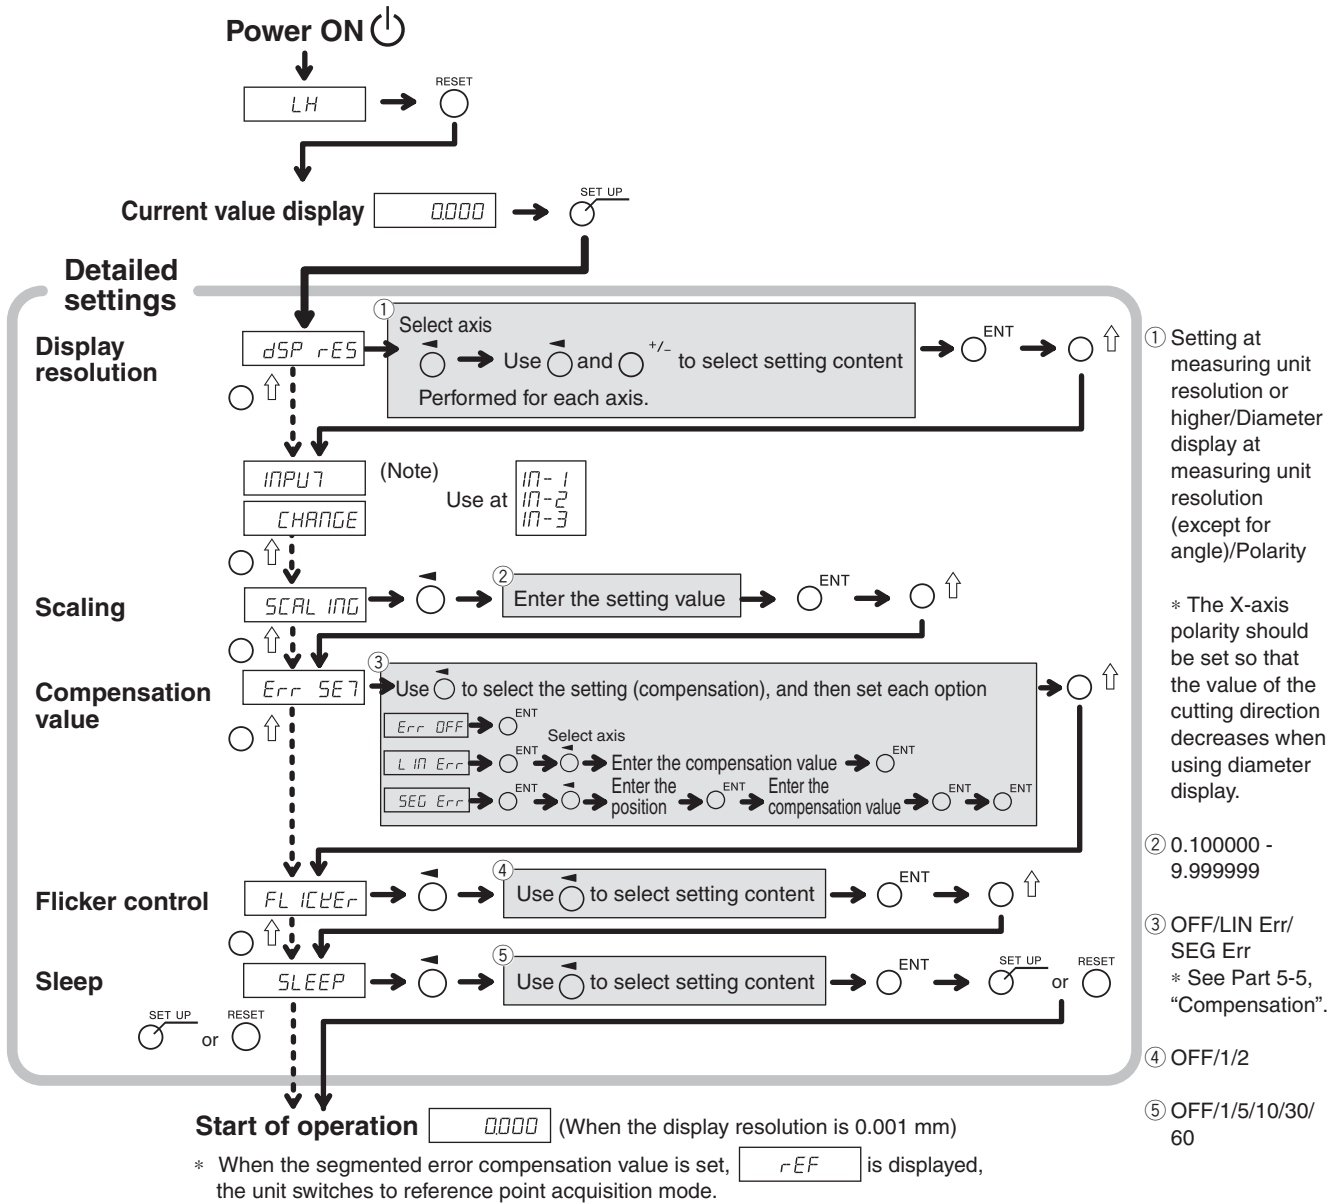 Power ON
LH
RESET
Current value display
0.000
SET UP
Detailed
settings
Display
resolution
dSP rES
①
Select axis
Use and +/- to select setting content
Performed for each axis.
ENT
INPUT
CHANGE
(Note)
Use at
IN-1
IN-2
IN-3
Scaling
SCALING
②
Enter the setting value
ENT
Compensation
value
Err SET
③
Use to select the setting (compensation), and then set each option
Err OFF
ENT
LIN Err
ENT
Select axis
Enter the compensation value
ENT
SEG Err
ENT
Enter the
position
ENT
Enter the
compensation value
ENT
ENT
Flicker control
FLICKEr
④
Use to select setting content
ENT
Sleep
SLEEP
⑤
Use to select setting content
ENT
SET UP
or
RESET
SET UP
or
RESET
Start of operation
0.000
(When the display resolution is 0.001 mm)
* When the segmented error compensation value is set, rEF is displayed,
the unit switches to reference point acquisition mode.
① Setting at
measuring unit
resolution or
higher/Diameter
display at
measuring unit
resolution
(except for
angle)/Polarity
* The X-axis
polarity should
be set so that
the value of the
cutting direction
decreases when
using diameter
display.
② 0.100000 -
9.999999
③ OFF/LIN Err/
SEG Err
* See Part 5-5,
“Compensation”.
④ OFF/1/2
⑤ OFF/1/5/10/30/
60